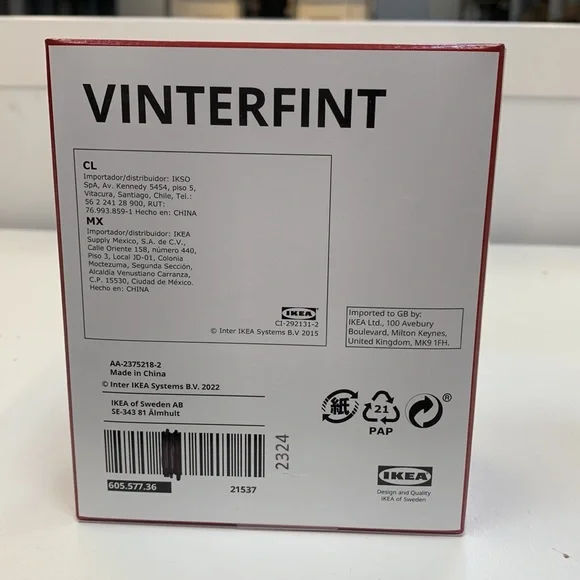 VINTERFINT
CL
Importador/distribuidor: IKSO
SpA, Av. Kennedy 5454, piso 5,
Vitacura, Santiago, Chile, Tel.:
56 2 241 28 900, RUT:
76.993.859-1 Hecho en: CHINA
MX
Importador/distribuidor: IKEA
Supply Mexico, S.A. de C.V.,
Calle Oriente 158, número 440,
Piso 3, Local JD-01, Colonia
Moctezuma, Segunda Sección,
Alcaldía Venustiano Carranza,
C.P. 15530, Ciudad de México.
Hecho en: CHINA
IKEA
CI-292131-2
© Inter IKEA Systems B.V 2015
Imported to GB by:
IKEA Ltd., 100 Avebury
Boulevard, Milton Keynes,
United Kingdom, MK9 1FH.
AA-2375218-2
Made in China
© Inter IKEA Systems B.V. 2022
IKEA of Sweden AB
SE-343 81 Älmhult
紙
21
PAP
®
2324
605.577.36
21537
IKEA
Design and Quality
IKEA of Sweden